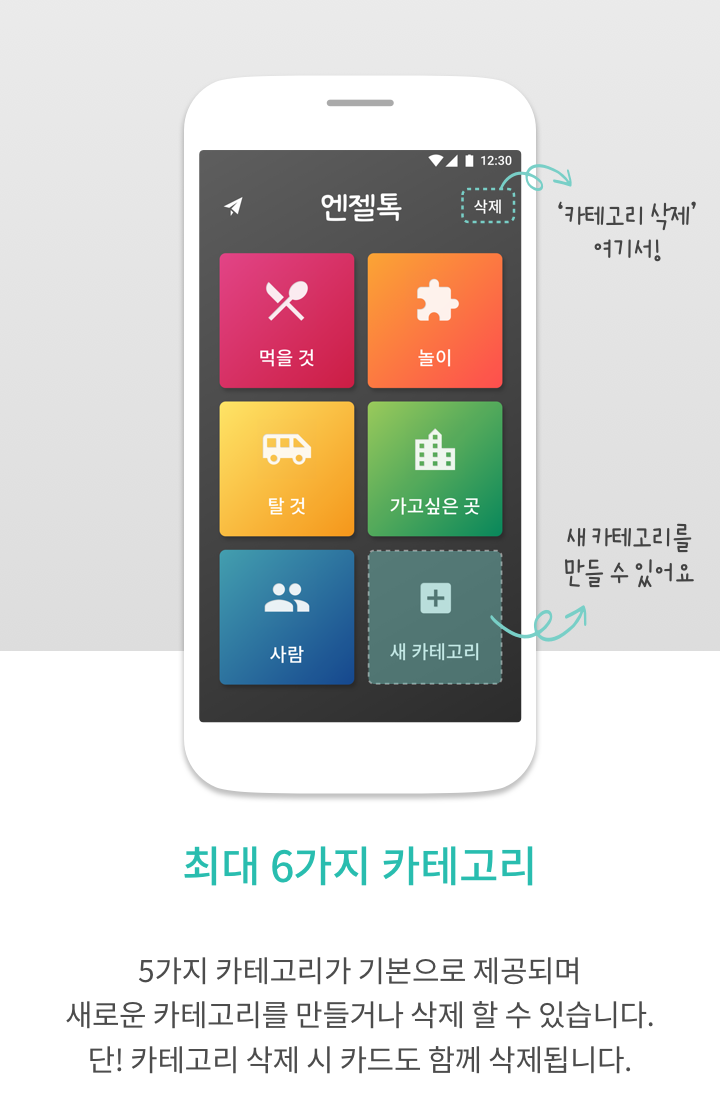 12:30
엔젤톡
삭제
'카테고리 삭제'
여기서!
먹을 것
놀이
탈 것
가고싶은 곳
사람
새 카테고리
새 카테고리를
만들 수 있어요
최대 6가지 카테고리
5가지 카테고리가 기본으로 제공되며
새로운 카테고리를 만들거나 삭제 할 수 있습니다.
단! 카테고리 삭제 시 카드도 함께 삭제됩니다.